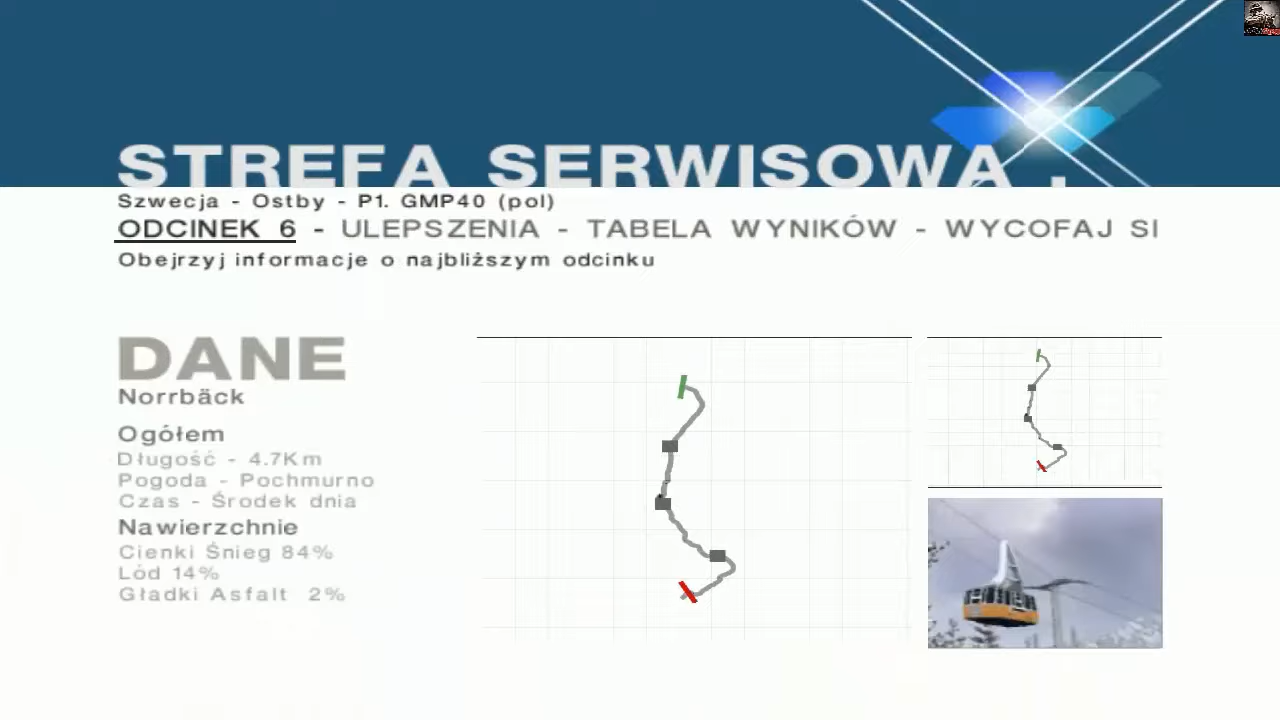 STREFA SERWISOWA .
Szwecja - Ostby - P1. GMP40 (pol)
ODCINEK 6 - ULEPSZENIA - TABELA WYNIKÓW - WYCOFAJ SI
Obejrzyj informacje o najbliższym odcinku
DANE
Norrbäck
Ogółem
Długość - 4.7Km
Pogoda - Pochmurno
Czas - Środek dnia
Nawierzchnie
Cienki Śnieg 84%
Lód 14%
Gładki Asfalt 2%